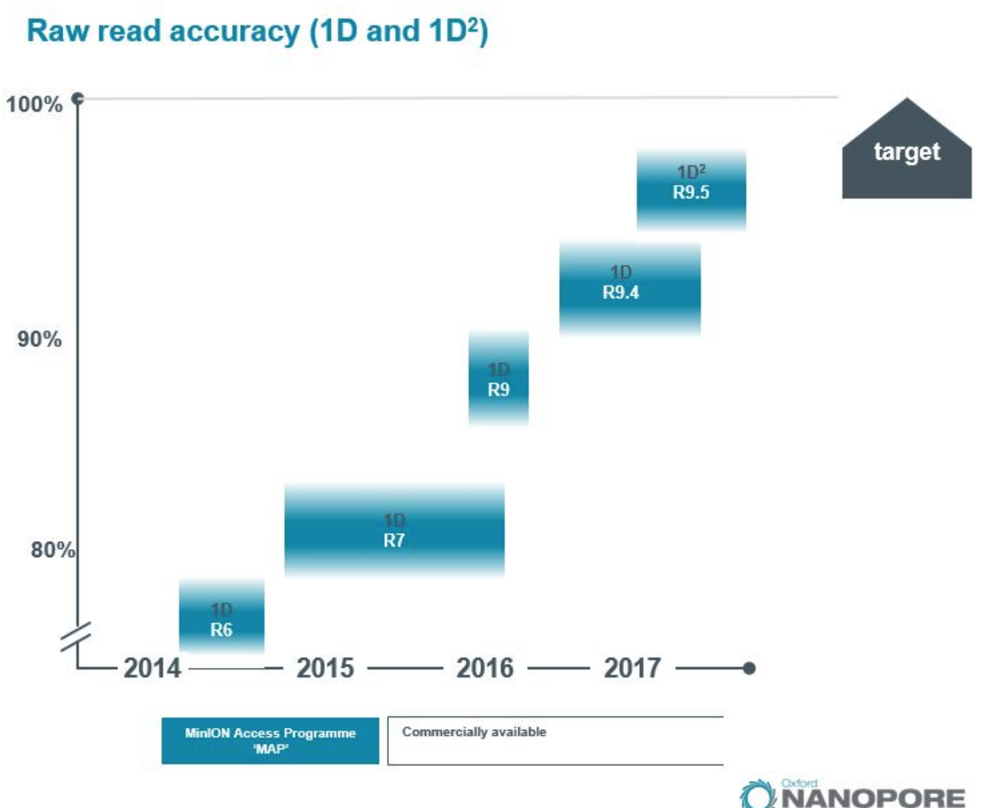 Raw read accuracy (1D and 1D²)
100%
target
1D²
R9.5
1D
R9.4
90%
1D
R9
1D
R7
80%
1D
R6
2014
2015
2016
2017
MinION Access Programme
‘MAP’
Commercially available
Oxford
NANOPORE